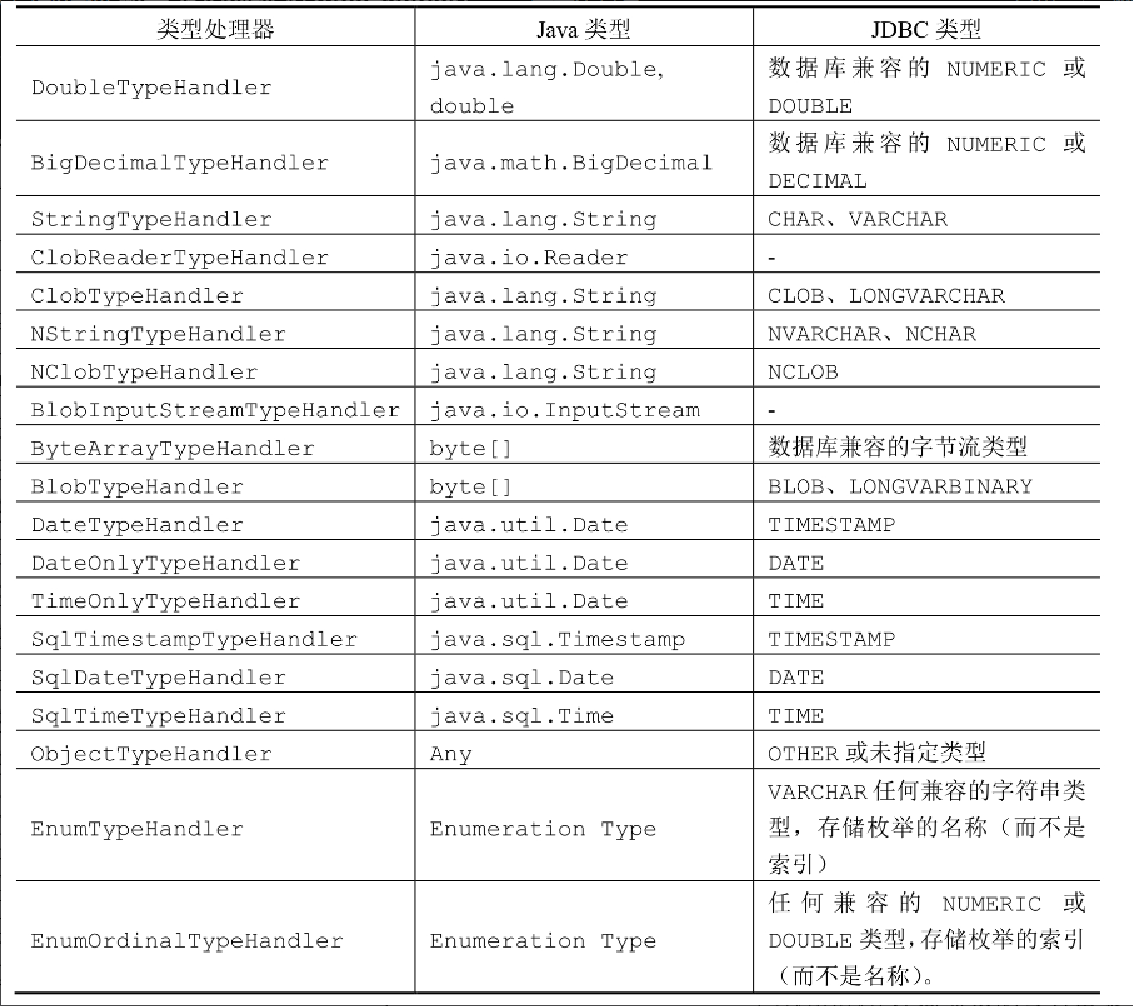 类型处理器 Java 类型 JDBC 类型
DoubleTypeHandler java.lang.Double, 数据库兼容的 NUMERIC 或
double DOUBLE
BigDecimalTypeHandler java.math.BigDecimal 数据库兼容的 NUMERIC 或
DECIMAL
StringTypeHandler java.lang.String CHAR、VARCHAR
ClobReaderTypeHandler java.io.Reader -
ClobTypeHandler java.lang.String CLOB、LONGVARCHAR
NStringTypeHandler java.lang.String NVARCHAR、NCHAR
NClobTypeHandler java.lang.String NCLOB
BlobInputStreamTypeHandler java.io.InputStream -
ByteArrayTypeHandler byte[] 数据库兼容的字节流类型
BlobTypeHandler byte[] BLOB、LONGVARBINARY
DateTypeHandler java.util.Date TIMESTAMP
DateOnlyTypeHandler java.util.Date DATE
TimeOnlyTypeHandler java.util.Date TIME
SqlTimestampTypeHandler java.sql.Timestamp TIMESTAMP
SqlDateTypeHandler java.sql.Date DATE
SqlTimeTypeHandler java.sql.Time TIME
ObjectTypeHandler Any OTHER 或未指定类型
EnumTypeHandler Enumeration Type VARCHAR 任何兼容的字符串类
型，存储枚举的名称（而不是
索引）
EnumOrdinalTypeHandler Enumeration Type 任何兼容的 NUMERIC 或
DOUBLE 类型，存储枚举的索引
（而不是名称）。